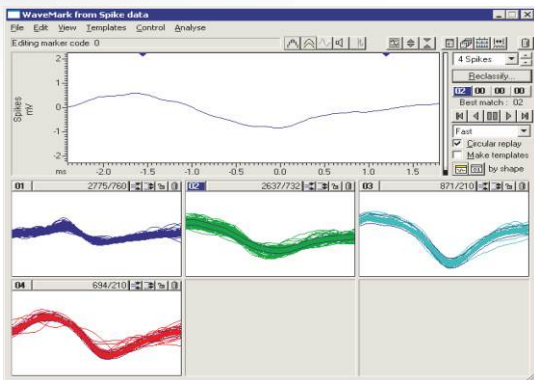 WaveMark from Spike data
File Edit View Templates Control Analyse
Editing marker code 0
4 Spikes
Reclassify...
02 00 00 00
Best match : 02
Fast
Circular replay
Make templates
by shape
2
1
0
-1
-2
Spikes
mV
ms -2.0 -1.5 -1.0 -0.5 0.0 0.5 1.0 1.5
01 2775/760
02 2637/732
03 871/210
04 694/210